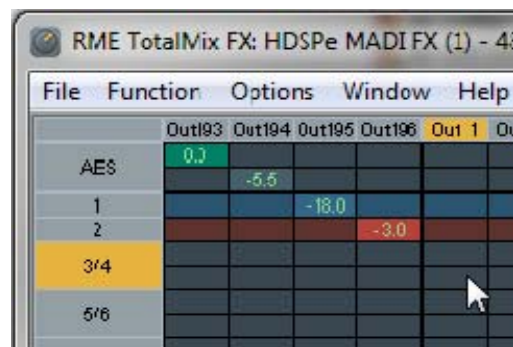 RME TotalMix FX: HDSPe MADI FX (1) - 4
File Function Options Window Help
Out193 Out194 Out195 Out196 Out 1
AES
0.0
-5.5
1 -18.0
2 -3.0
3/4
5/6